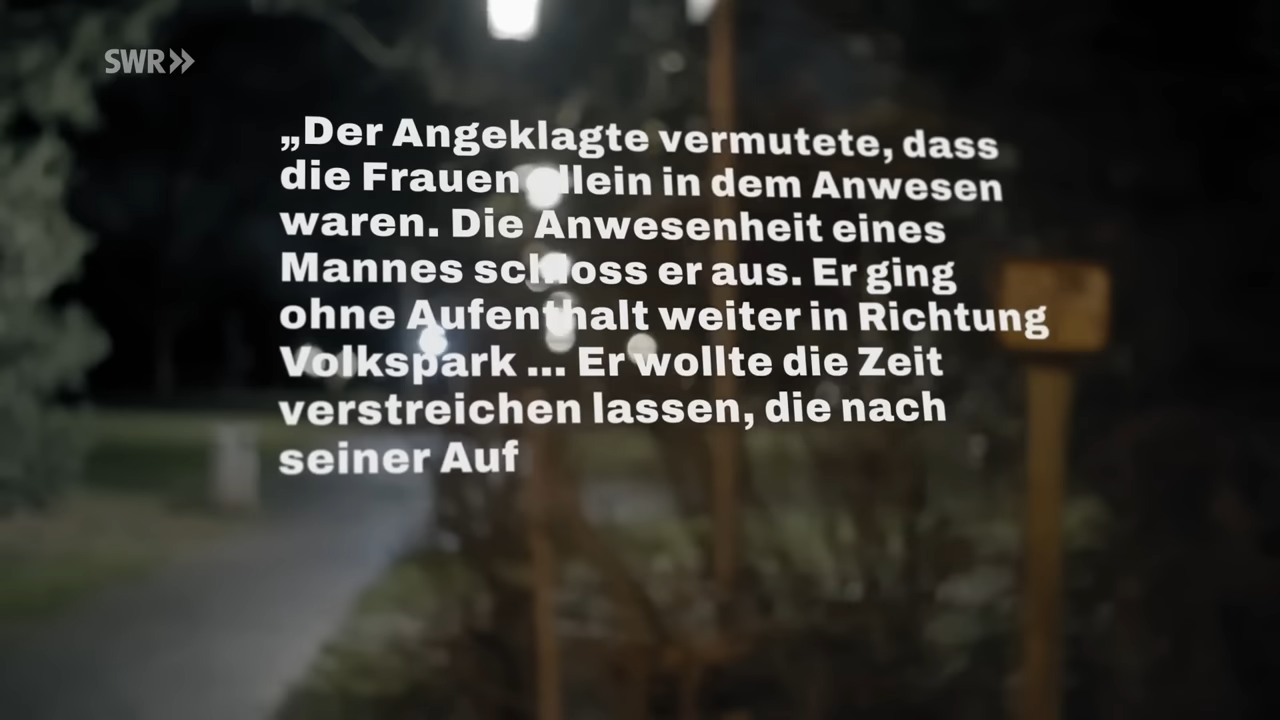 SWR»
„Der Angeklagte vermutete, dass
die Frauen allein in dem Anwesen
waren. Die Anwesenheit eines
Mannes schloss er aus. Er ging
ohne Aufenthalt weiter in Richtung
Volkspark ... Er wollte die Zeit
verstreichen lassen, die nach
seiner Auf